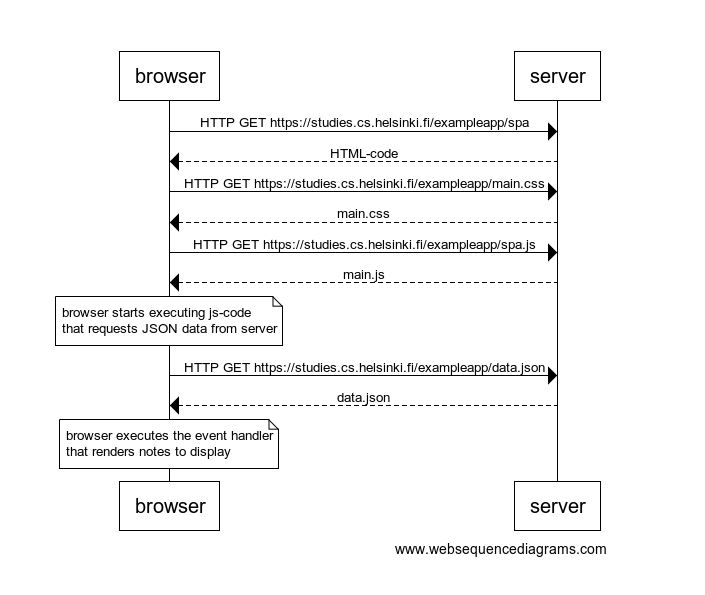 browser
server
HTTP GET https://studies.cs.helsinki.fi/exampleapp/spa
HTML-code
HTTP GET https://studies.cs.helsinki.fi/exampleapp/main.css
main.css
HTTP GET https://studies.cs.helsinki.fi/exampleapp/spa.js
main.js
browser starts executing js-code
that requests JSON data from server
HTTP GET https://studies.cs.helsinki.fi/exampleapp/data.json
data.json
browser executes the event handler
that renders notes to display
browser
server
www.websequencediagrams.com